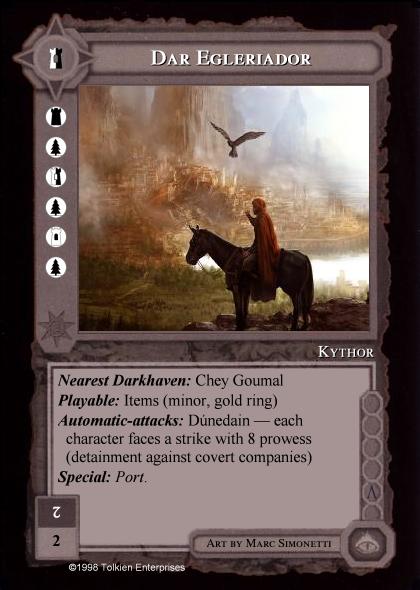 DAR EGLERIADOR
KYTHOR
Nearest Darkhaven: Chey Goumal
Playable: Items (minor, gold ring)
Automatic-attacks: Dúnedain — each
character faces a strike with 8 prowess
(detainment against covert companies)
Special: Port.
2
2
ART BY MARC SIMONETTI
©1998 Tolkien Enterprises